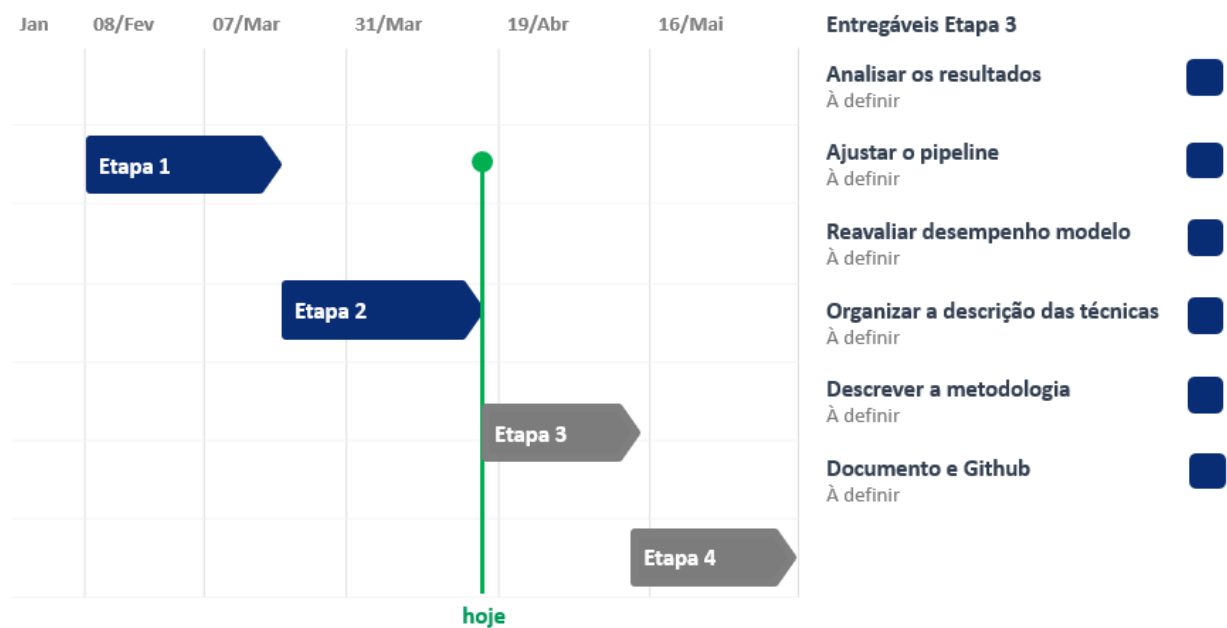 Jan 08/Fev 07/Mar 31/Mar 19/Abr 16/Mai
Etapa 1
Etapa 2
Etapa 3
Etapa 4
hoje
Entregáveis Etapa 3
Analisar os resultados
À definir
Ajustar o pipeline
À definir
Reavaliar desempenho modelo
À definir
Organizar a descrição das técnicas
À definir
Descrever a metodologia
À definir
Documento e Github
À definir